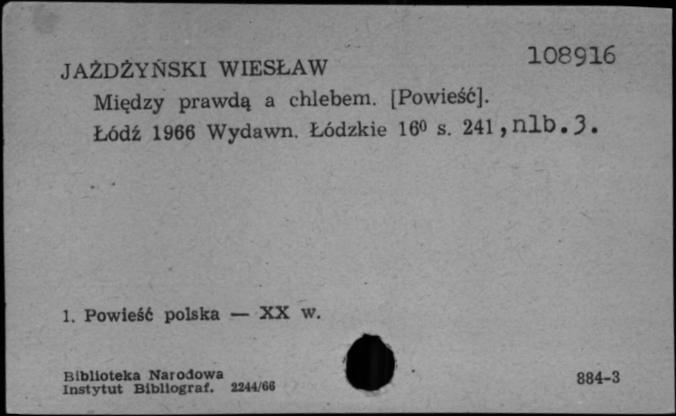 108916
JAŻDŻYŃSKI WIESŁAW
Między prawdą a chlebem. [Powieść].
Łódź 1966 Wydawn. Łódzkie 16⁰ s. 241, nlb. 3.
1. Powieść polska — XX w.
Biblioteka Narodowa
Instytut Bibliograf. 2244/66
884-3